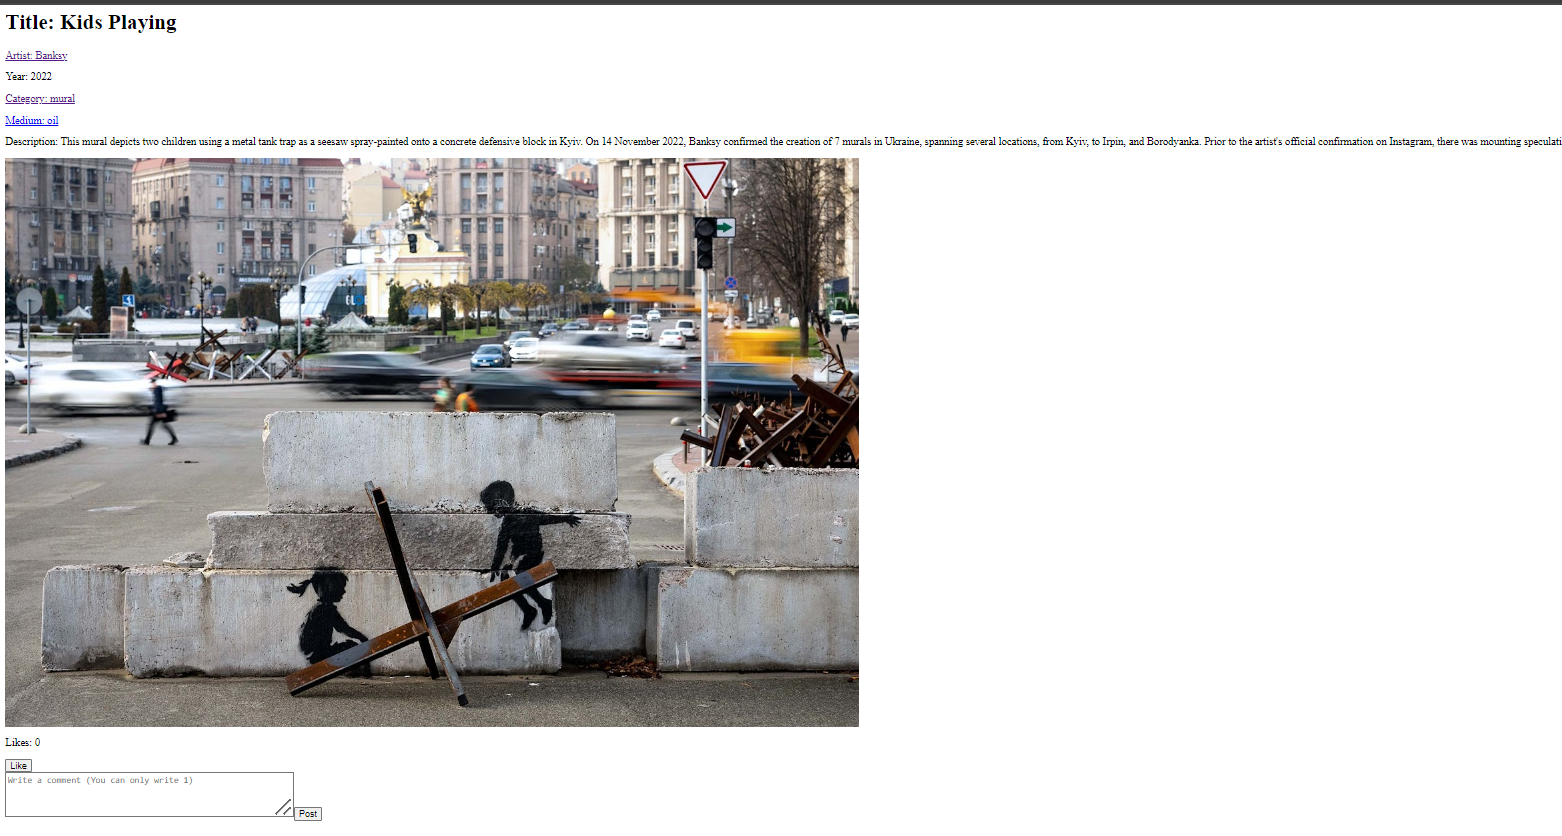 Title: Kids Playing
Artist: Banksy
Year: 2022
Category: mural
Medium: oil
Description: This mural depicts two children using a metal tank trap as a seesaw spray-painted onto a concrete defensive block in Kyiv. On 14 November 2022, Banksy confirmed the creation of 7 murals in Ukraine, spanning several locations, from Kyiv, to Irpin, and Borodyanka. Prior to the artist's official confirmation on Instagram, there was mounting speculati
Likes: 0
Like
Write a comment (You can only write 1)
Post